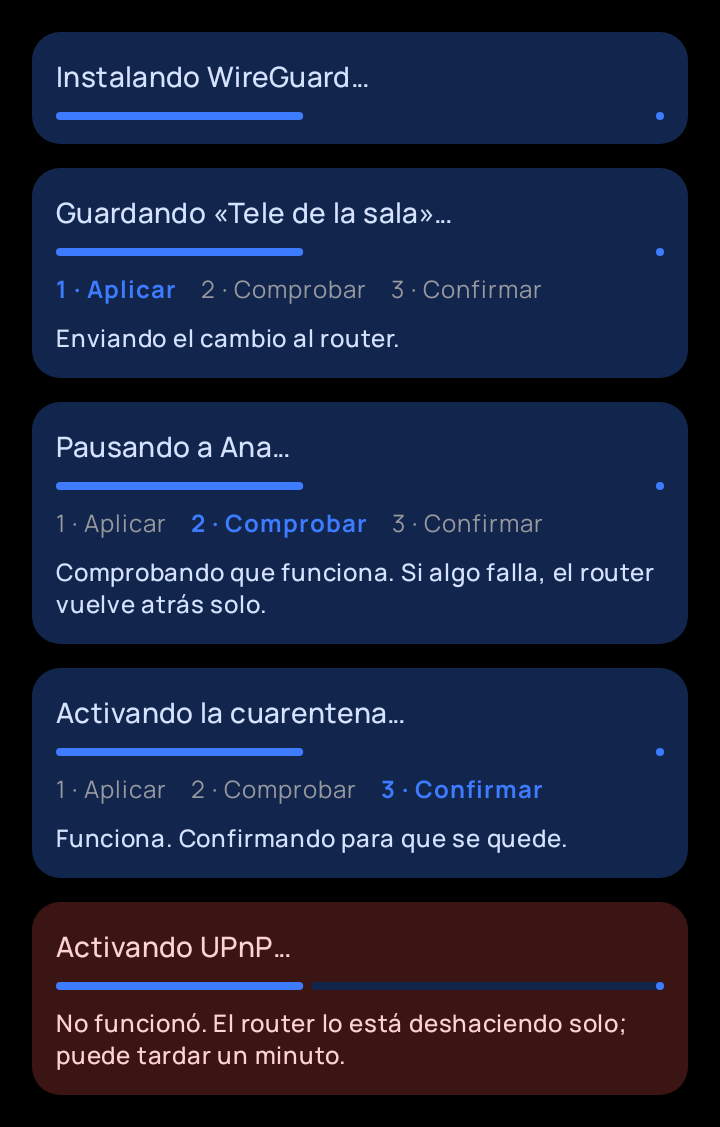 Instalando WireGuard…
Guardando «Tele de la sala»…
1 · Aplicar 2 · Comprobar 3 · Confirmar
Enviando el cambio al router.
Pausando a Ana…
1 · Aplicar 2 · Comprobar 3 · Confirmar
Comprobando que funciona. Si algo falla, el router
vuelve atrás solo.
Activando la cuarentena…
1 · Aplicar 2 · Comprobar 3 · Confirmar
Funciona. Confirmando para que se quede.
Activando UPnP…
No funcionó. El router lo está deshaciendo solo;
puede tardar un minuto.